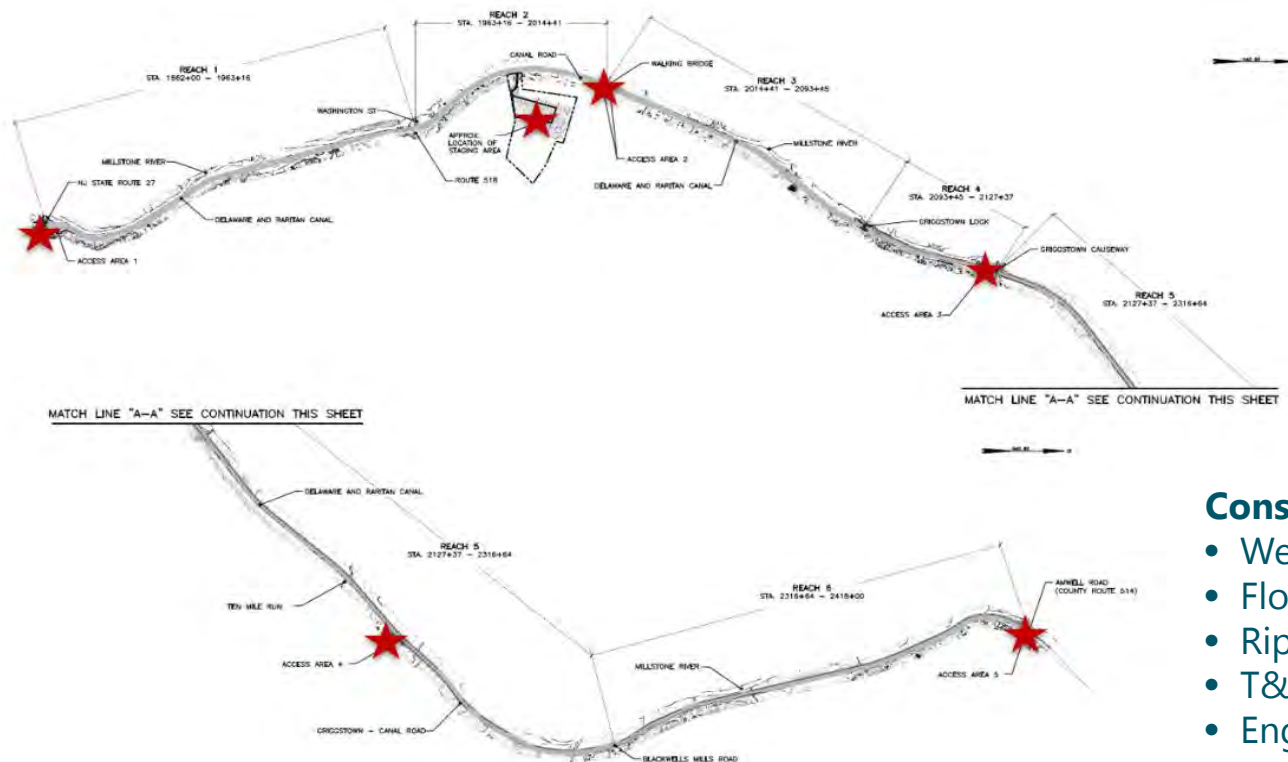 REACH 2
STA. 1963+16 - 2014+41
CANAL ROAD
WALKING BRIDGE
REACH 1
STA. 1862+00 - 1963+16
REACH 3
STA. 2014+41 - 2093+45
WASHINGTON ST
APPROX.
LOCATION OF
STAGING AREA
MILLSTONE RIVER
MILLSTONE RIVER
ACCESS AREA 2
ROUTE 518
NJ STATE ROUTE 27
DELAWARE AND RARITAN CANAL
REACH 4
STA. 2093+45 - 2127+37
DELAWARE AND RARITAN CANAL
GRIGGSTOWN LOCK
GRIGGSTOWN CAUSEWAY
ACCESS AREA 1
REACH 5
STA. 2127+37 - 2316+64
ACCESS AREA 3
MATCH LINE "A-A" SEE CONTINUATION THIS SHEET
MATCH LINE "A-A" SEE CONTINUATION THIS SHEET
DELAWARE AND RARITAN CANAL
REACH 5
STA. 2127+37 - 2316+64
TEN MILE RUN
REACH 6
STA. 2316+64 - 2418+00
AMWELL ROAD
(COUNTY ROUTE 514)
ACCESS AREA 4
MILLSTONE RIVER
ACCESS AREA 5
GRIGGSTOWN - CANAL ROAD
BLACKWELLS MILLS ROAD
Cons
• We
• Flo
• Rip
• T&
• Eng